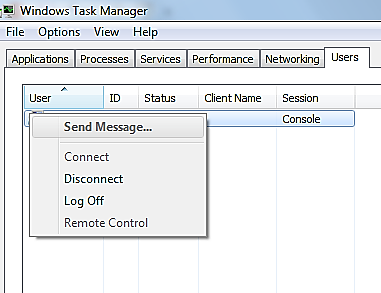 Windows Task Manager
File Options View Help
Applications Processes Services Performance Networking Users
User ID Status Client Name Session
Console
Send Message...
Connect
Disconnect
Log Off
Remote Control